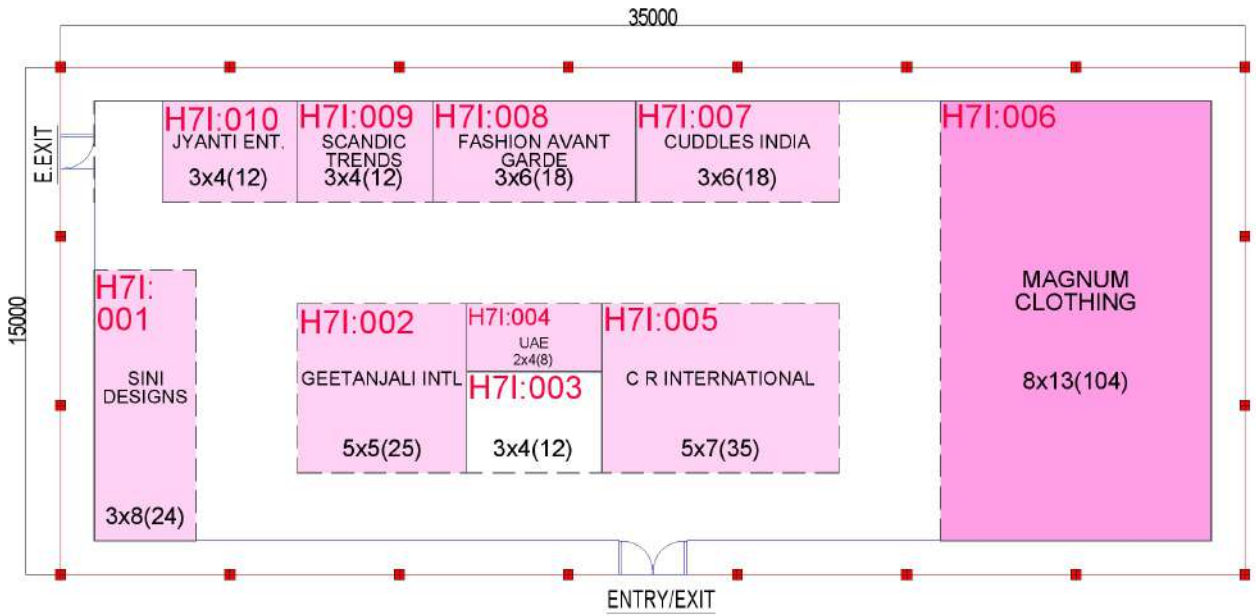 35000
15000
E.EXIT
H7I:010
JYANTI ENT.
3x4(12)
H7I:009
SCANDIC
TRENDS
3x4(12)
H7I:008
FASHION AVANT
GARDE
3x6(18)
H7I:007
CUDDLES INDIA
3x6(18)
H7I:006
MAGNUM
CLOTHING
8x13(104)
H7I:
001
SINI
DESIGNS
3x8(24)
H7I:002
GEETANJALI INTL
5x5(25)
H7I:004
UAE
2x4(8)
H7I:003
3x4(12)
H7I:005
C R INTERNATIONAL
5x7(35)
ENTRY/EXIT